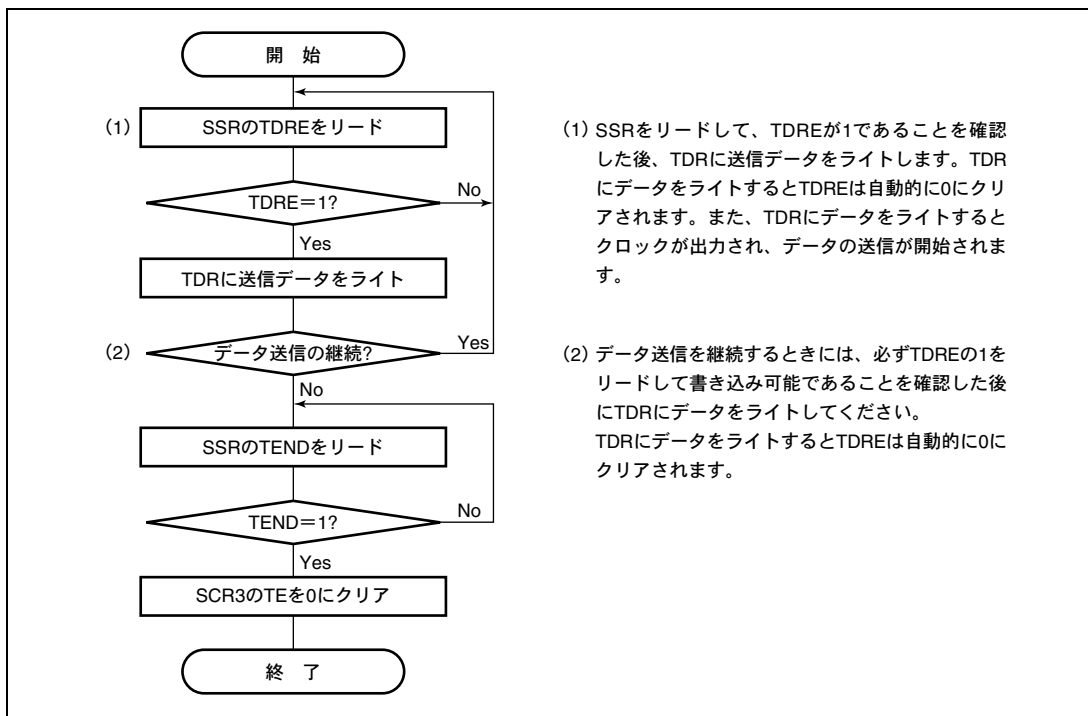 開 始
(1)
SSRのTDREをリード
No
TDRE=1?
Yes
TDRに送信データをライト
(2)
データ送信の継続?
Yes
No
SSRのTENDをリード
No
TEND=1?
Yes
SCR3のTEを0にクリア
終 了
(1) SSRをリードして、TDREが1であることを確認
した後、TDRに送信データをライトします。TDR
にデータをライトするとTDREは自動的に0にクリ
アされます。また、TDRにデータをライトすると
クロックが出力され、データの送信が開始されま
す。
(2) データ送信を継続するときには、必ずTDREの1を
リードして書き込み可能であることを確認した後
にTDRにデータをライトしてください。
TDRにデータをライトするとTDREは自動的に0に
クリアされます。